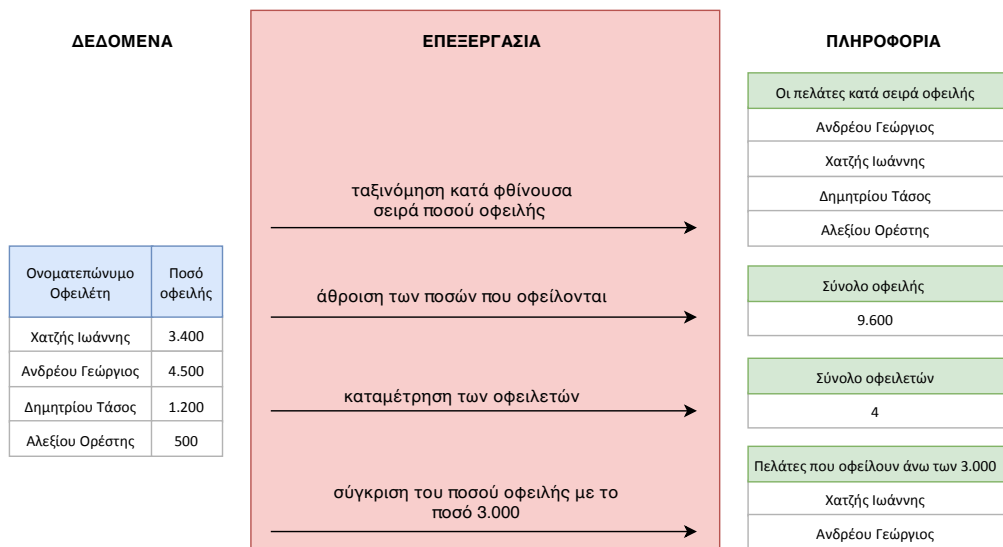 ΔΕΔΟΜΕΝΑ
Ονοματεπώνυμο Ποσό
Οφειλέτη οφειλής
Χατζής Ιωάννης 3.400
Ανδρέου Γεώργιος 4.500
Δημητρίου Τάσος 1.200
Αλεξίου Ορέστης 500
ΕΠΕΞΕΡΓΑΣΙΑ
ταξινόμηση κατά φθίνουσα
σειρά ποσού οφειλής
άθροιση των ποσών που οφείλονται
καταμέτρηση των οφειλετών
σύγκριση του ποσού οφειλής με το
ποσό 3.000
ΠΛΗΡΟΦΟΡΙΑ
Οι πελάτες κατά σειρά οφειλής
Ανδρέου Γεώργιος
Χατζής Ιωάννης
Δημητρίου Τάσος
Αλεξίου Ορέστης
Σύνολο οφειλής
9.600
Σύνολο οφειλετών
4
Πελάτες που οφείλουν άνω των 3.000
Χατζής Ιωάννης
Ανδρέου Γεώργιος